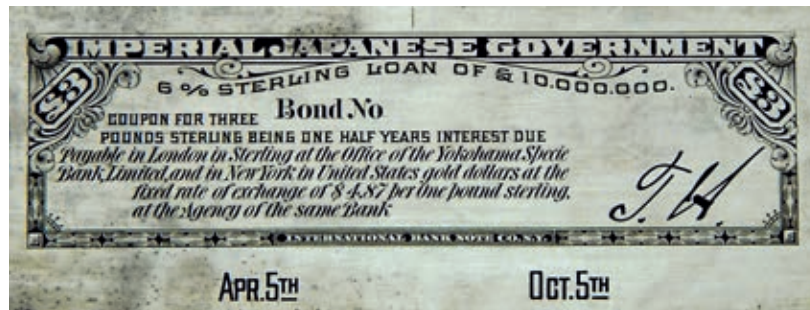 IMPERIAL JAPANESE GOVERNMENT
6% STERLING LOAN OF £10.000.000.
£3 £3
COUPON FOR THREE Bond No
POUNDS STERLING BEING ONE HALF YEARS INTEREST DUE
Payable in London in Sterling at the Office of the Yokohama Specie
Bank, Limited, and in New York in United States gold dollars at the
fixed rate of exchange of $4.87 per one pound sterling,
at the Agency of the same Bank
INTERNATIONAL BANK NOTE CO. N.Y.
APR. 5TH OCT. 5TH